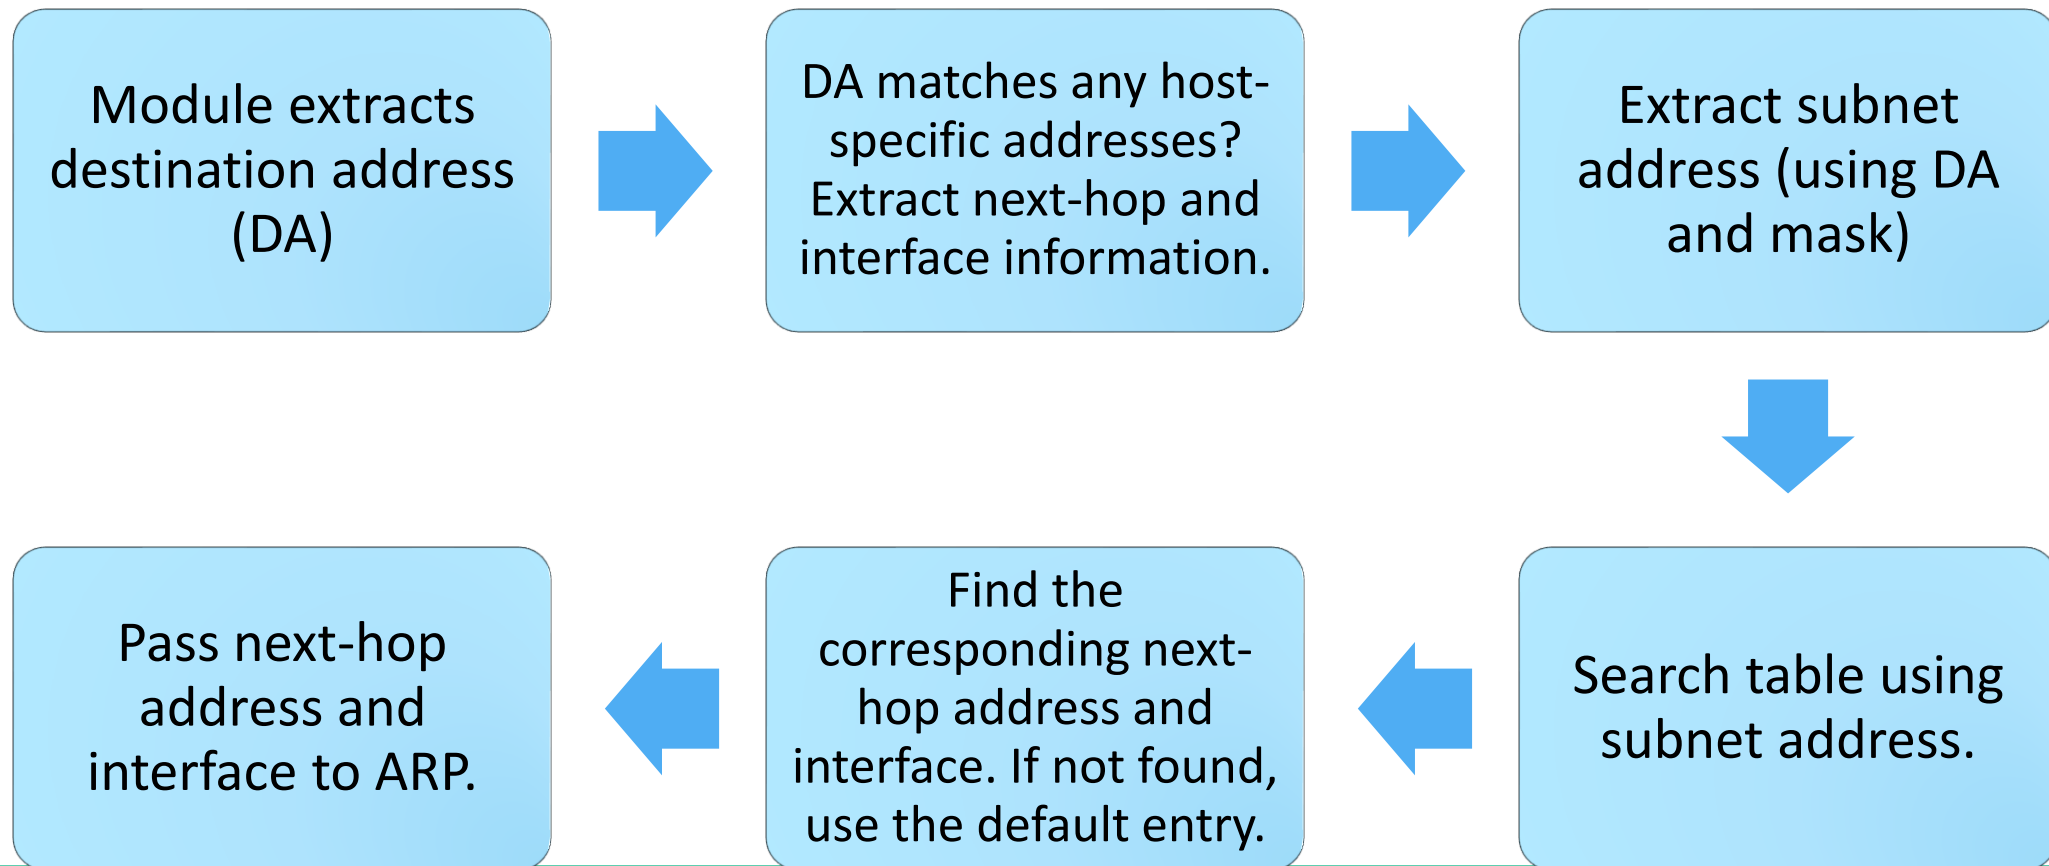 Module extracts
destination address
(DA)
DA matches any host-
specific addresses?
Extract next-hop and
interface information.
Extract subnet
address (using DA
and mask)
Search table using
subnet address.
Find the
corresponding next-
hop address and
interface. If not found,
use the default entry.
Pass next-hop
address and
interface to ARP.